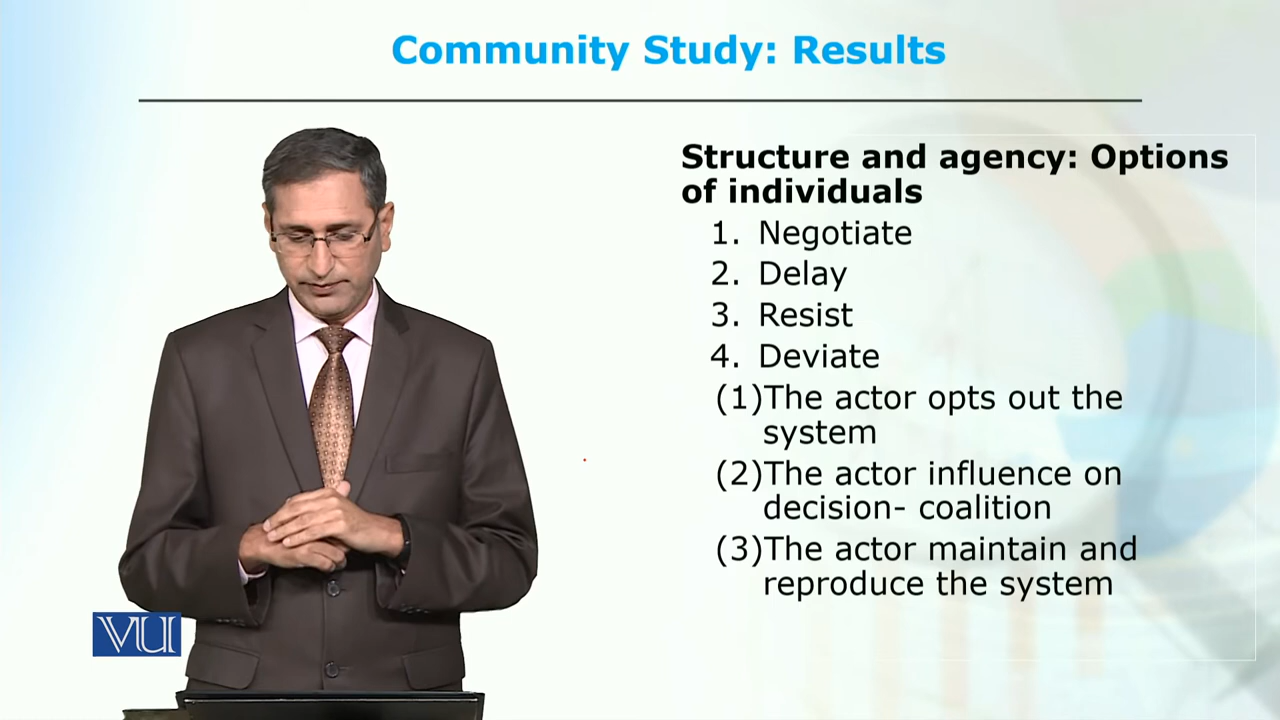 Community Study: Results
Structure and agency: Options
of individuals
1. Negotiate
2. Delay
3. Resist
4. Deviate
(1)The actor opts out the
system
(2)The actor influence on
decision- coalition
(3)The actor maintain and
reproduce the system
VU